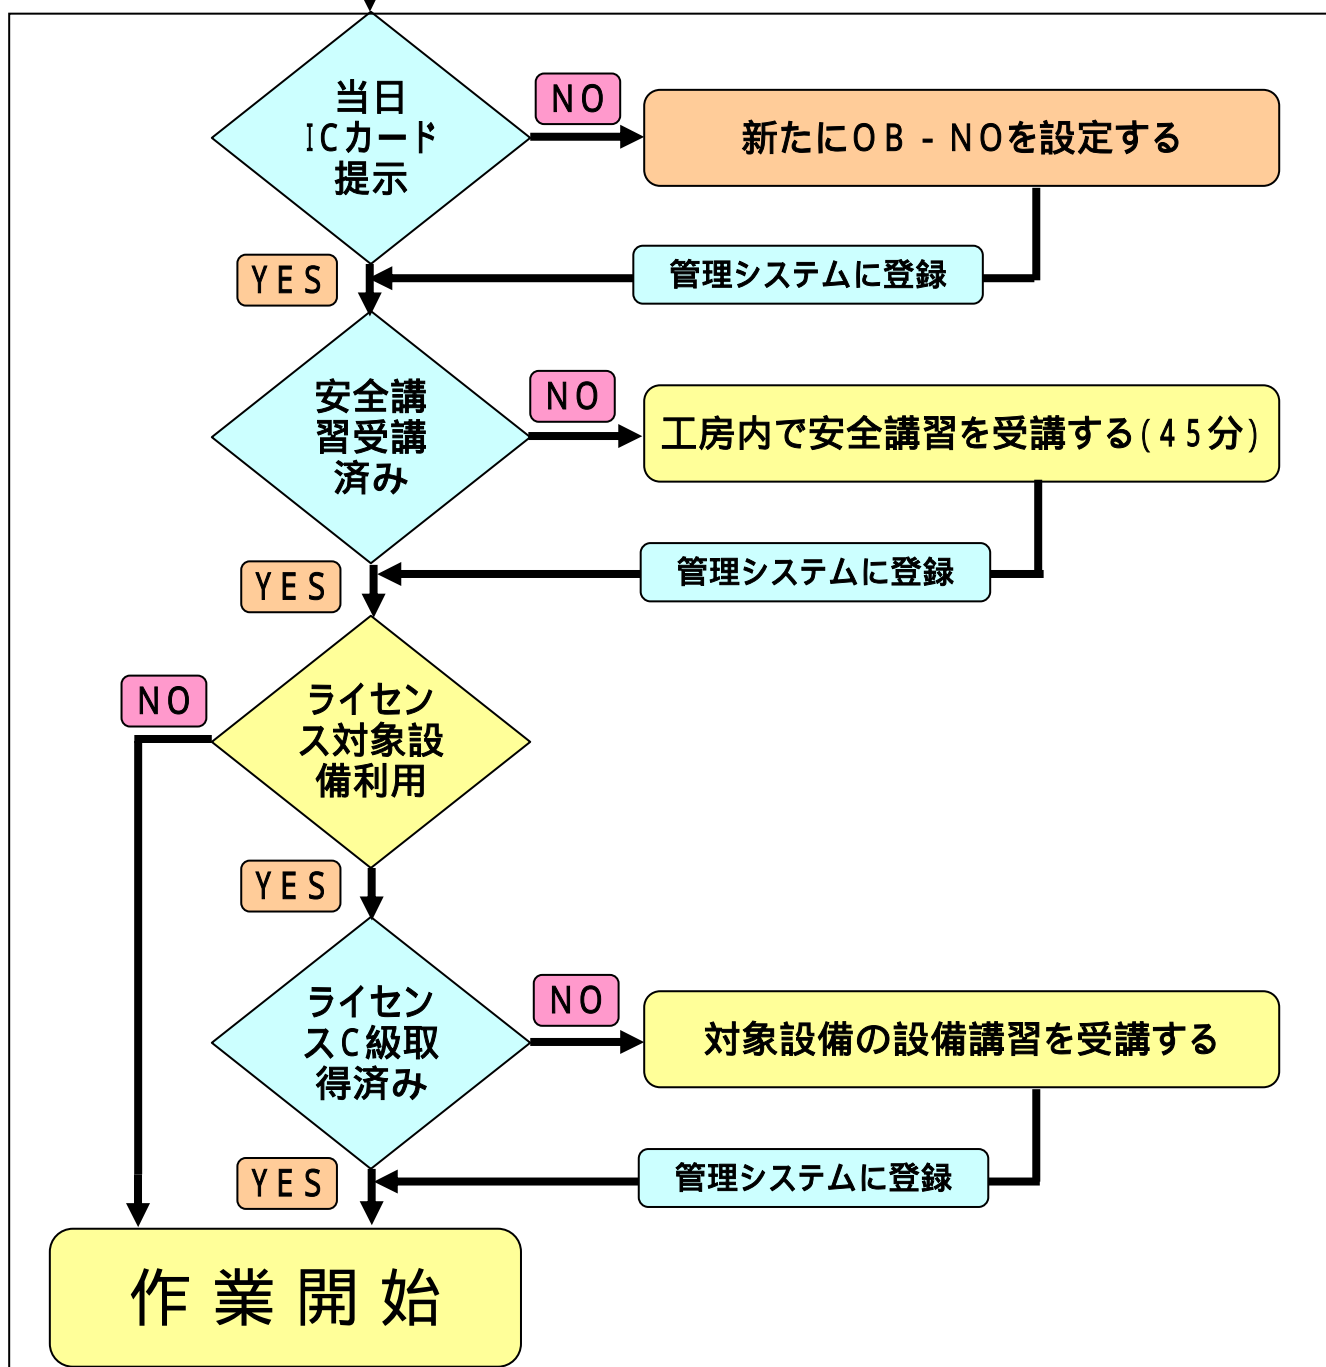 当日
ICカード
提示
NO
新たにOB-NOを設定する
管理システムに登録
YES
安全講
習受講
済み
NO
工房内で安全講習を受講する(45分)
管理システムに登録
YES
ライセン
ス対象設
備利用
NO
YES
ライセン
スC級取
得済み
NO
対象設備の設備講習を受講する
管理システムに登録
YES
作業開始